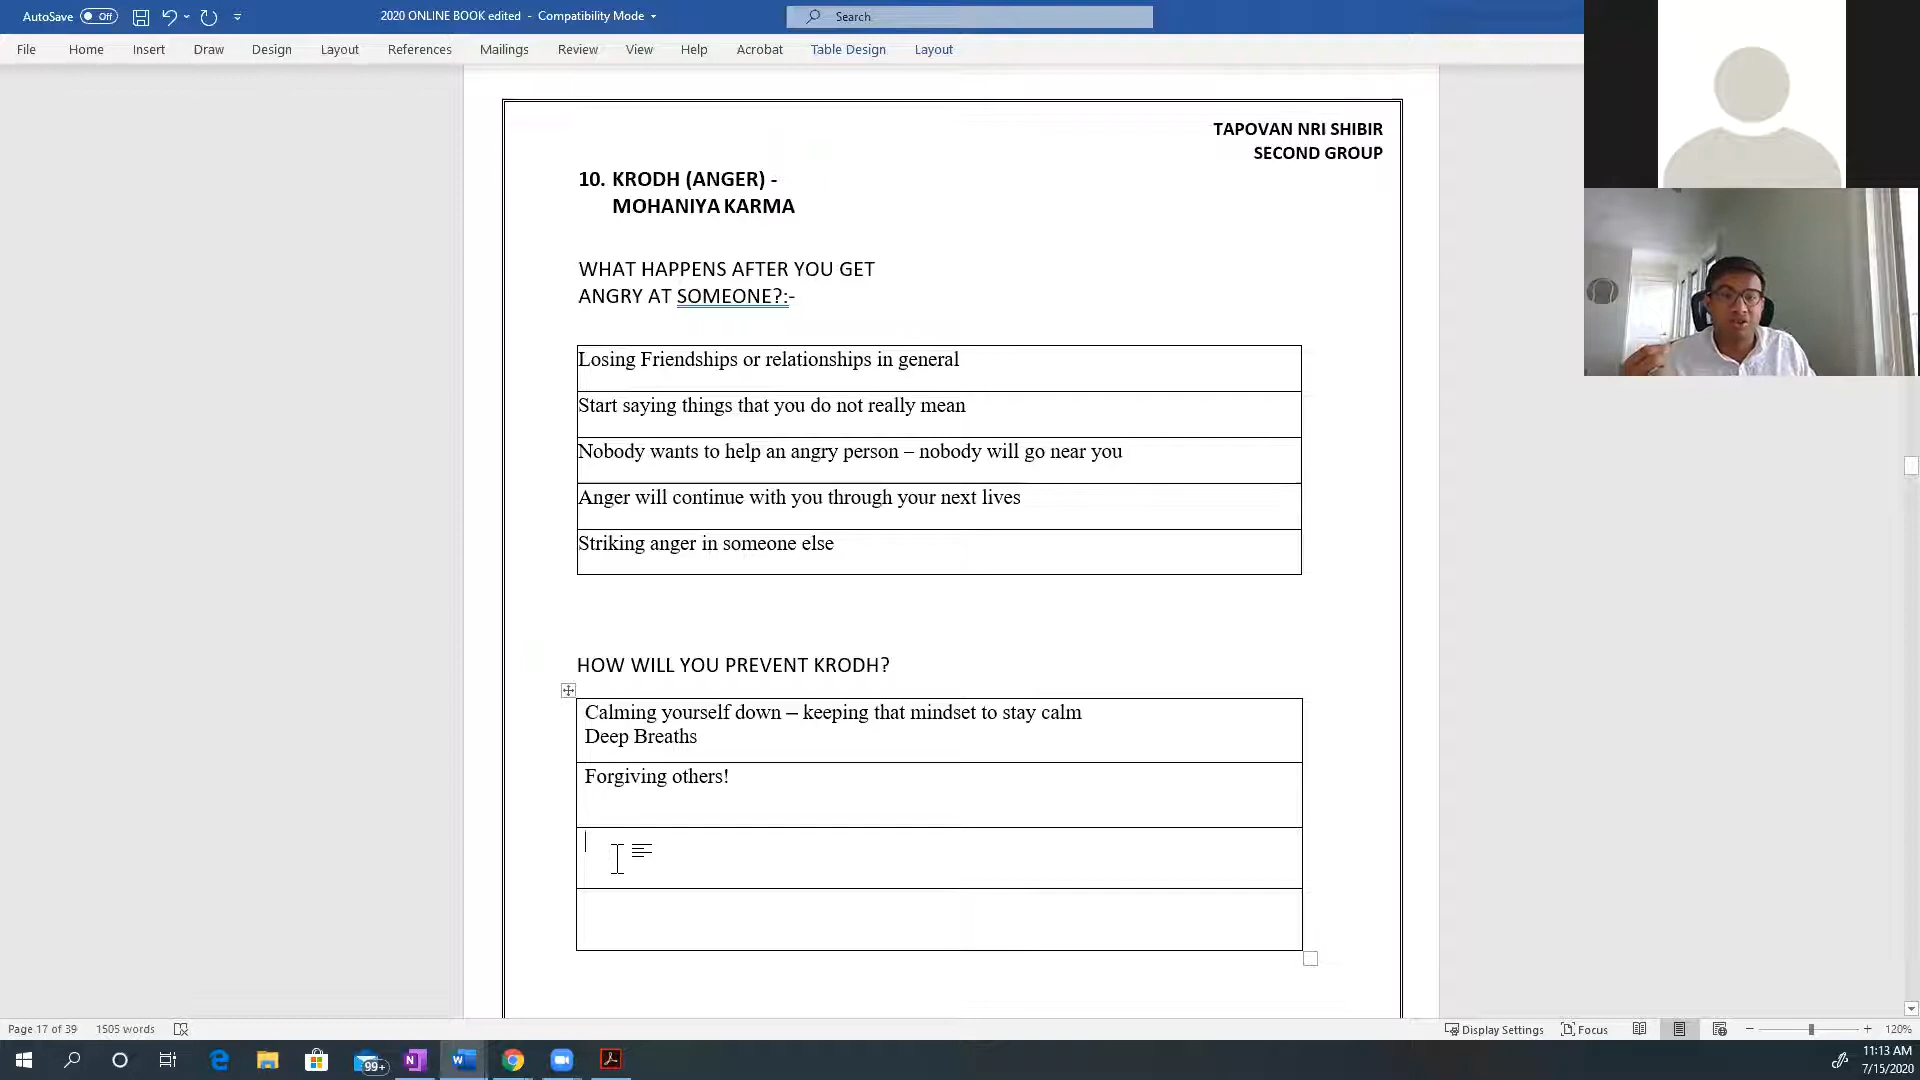 AutoSave Off
2020 ONLINE BOOK edited - Compatibility Mode
Search
File Home Insert Draw Design Layout References Mailings Review View Help Acrobat Table Design Layout
TAPOVAN NRI SHIBIR
SECOND GROUP
10. KRODH (ANGER) -
MOHANIYA KARMA
WHAT HAPPENS AFTER YOU GET
ANGRY AT SOMEONE?:-
Losing Friendships or relationships in general
Start saying things that you do not really mean
Nobody wants to help an angry person – nobody will go near you
Anger will continue with you through your next lives
Striking anger in someone else
HOW WILL YOU PREVENT KRODH?
Calming yourself down – keeping that mindset to stay calm
Deep Breaths
Forgiving others!
Page 17 of 39 1505 words
Display Settings Focus 120%
99+
11:13 AM
7/15/2020